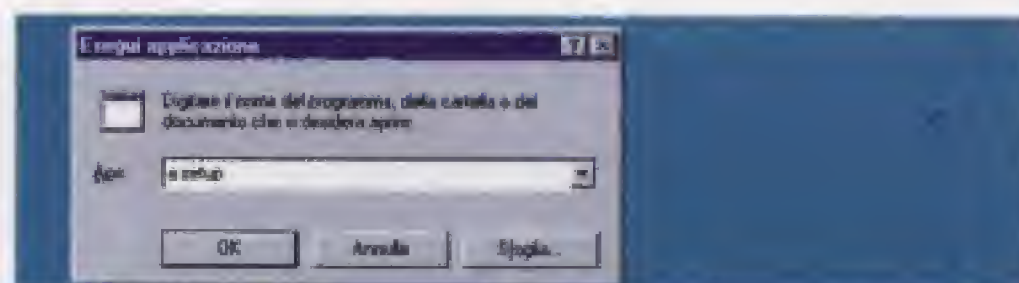 Esegui applicazione
Digitare il nome del programma, della cartella o del
documento che si desidera aprire.
Apri:
a:setup
OK Annulla Sfoglia...